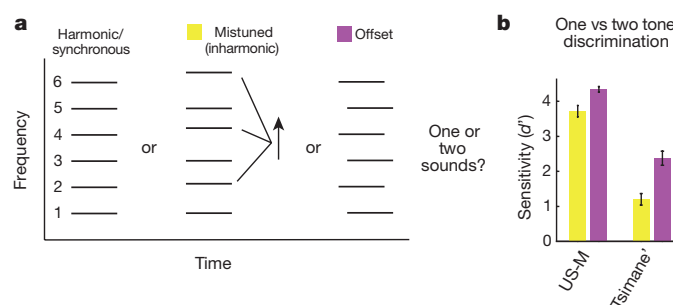 a
Harmonic/
synchronous
Mistuned
(inharmonic)
Offset
Frequency
6
5
4
3
2
1
or
or
One or
two
sounds?
Time
b
One vs two tone
discrimination
Sensitivity (d′)
4
3
2
1
0
US-M
Tsimane'